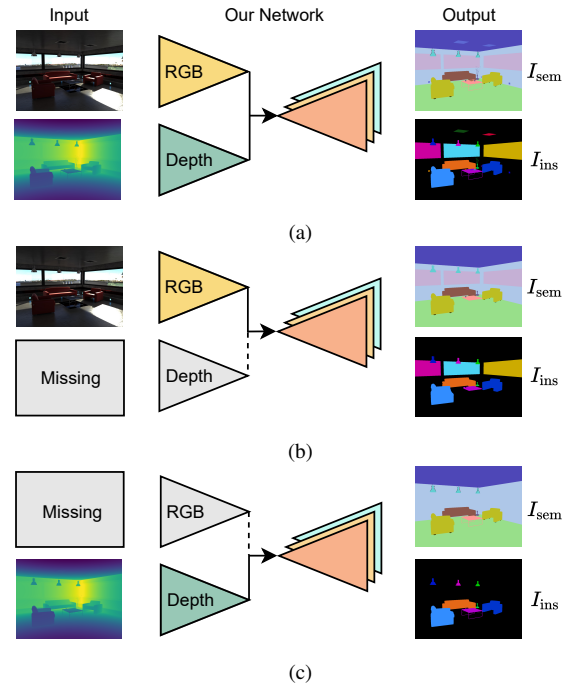 Input Our Network Output
RGB
Depth
I_sem
I_ins
(a)
RGB
Missing
Depth
I_sem
I_ins
(b)
Missing
RGB
Depth
I_sem
I_ins
(c)